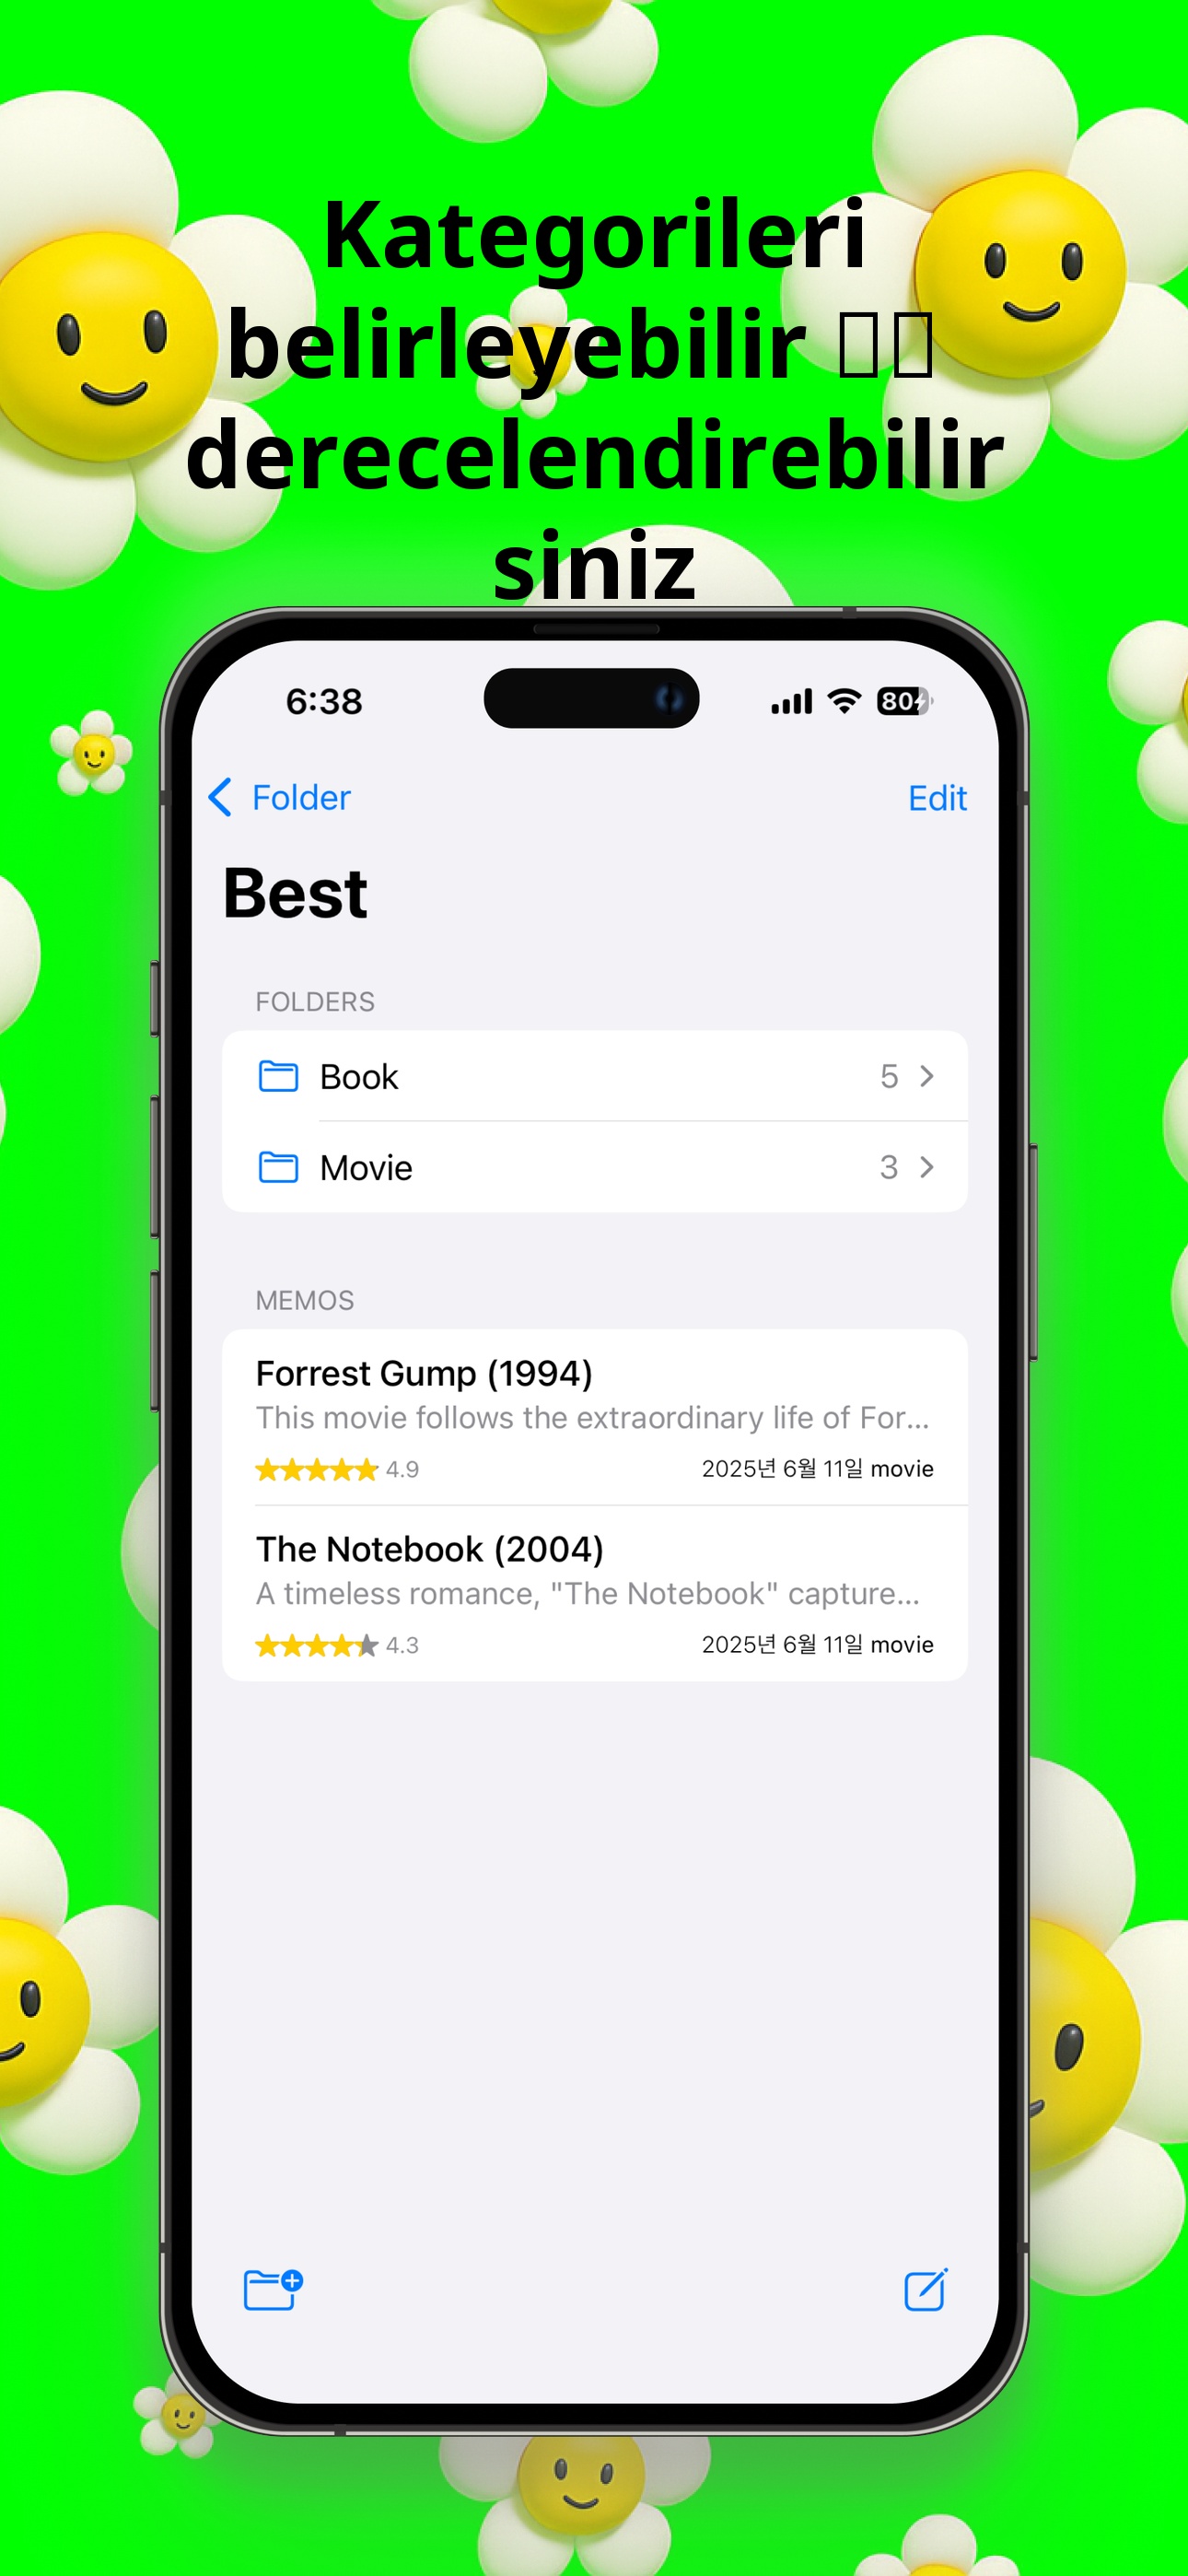 Kategorileri
belirleyebilir
derecelendirebilir
siniz
6:38
80
Folder
Edit
Best
FOLDERS
Book
5
Movie
3
MEMOS
Forrest Gump (1994)
This movie follows the extraordinary life of For...
4.9
2025년 6월 11일 movie
The Notebook (2004)
A timeless romance, "The Notebook" capture...
4.3
2025년 6월 11일 movie